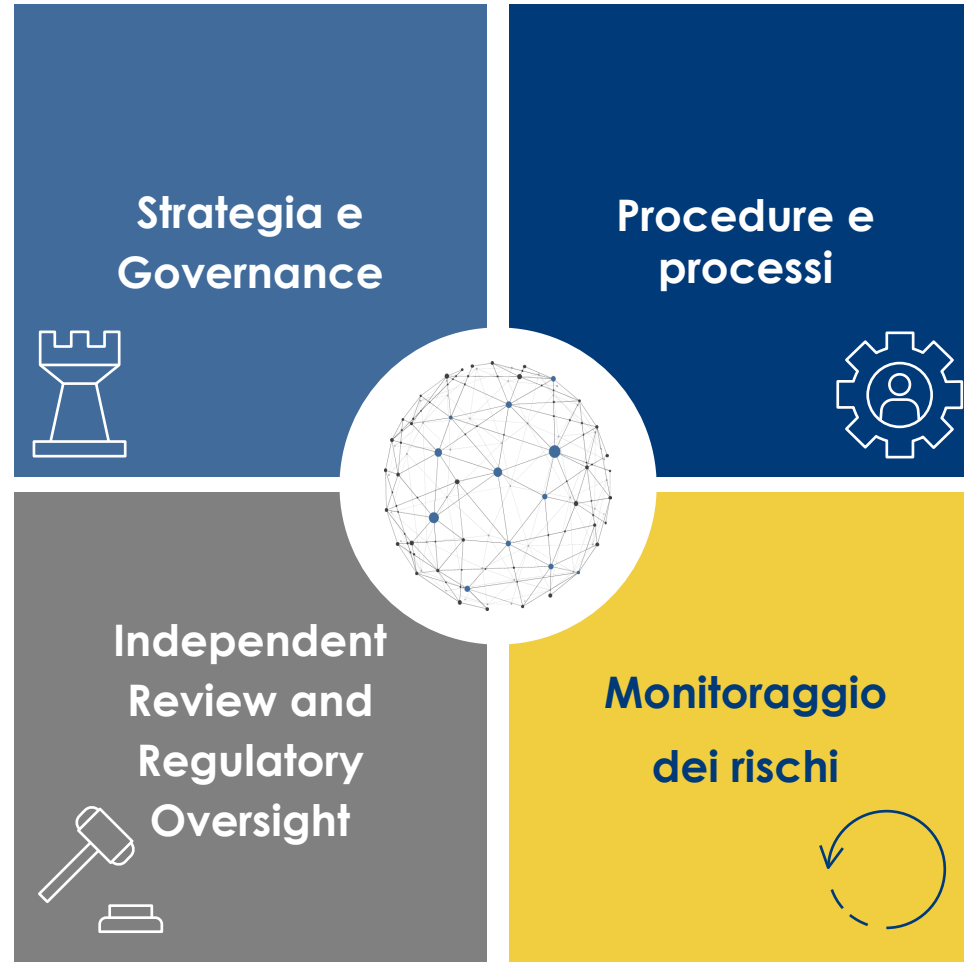 Strategia e
Governance
Procedure e
processi
Independent
Review and
Regulatory
Oversight
Monitoraggio
dei rischi